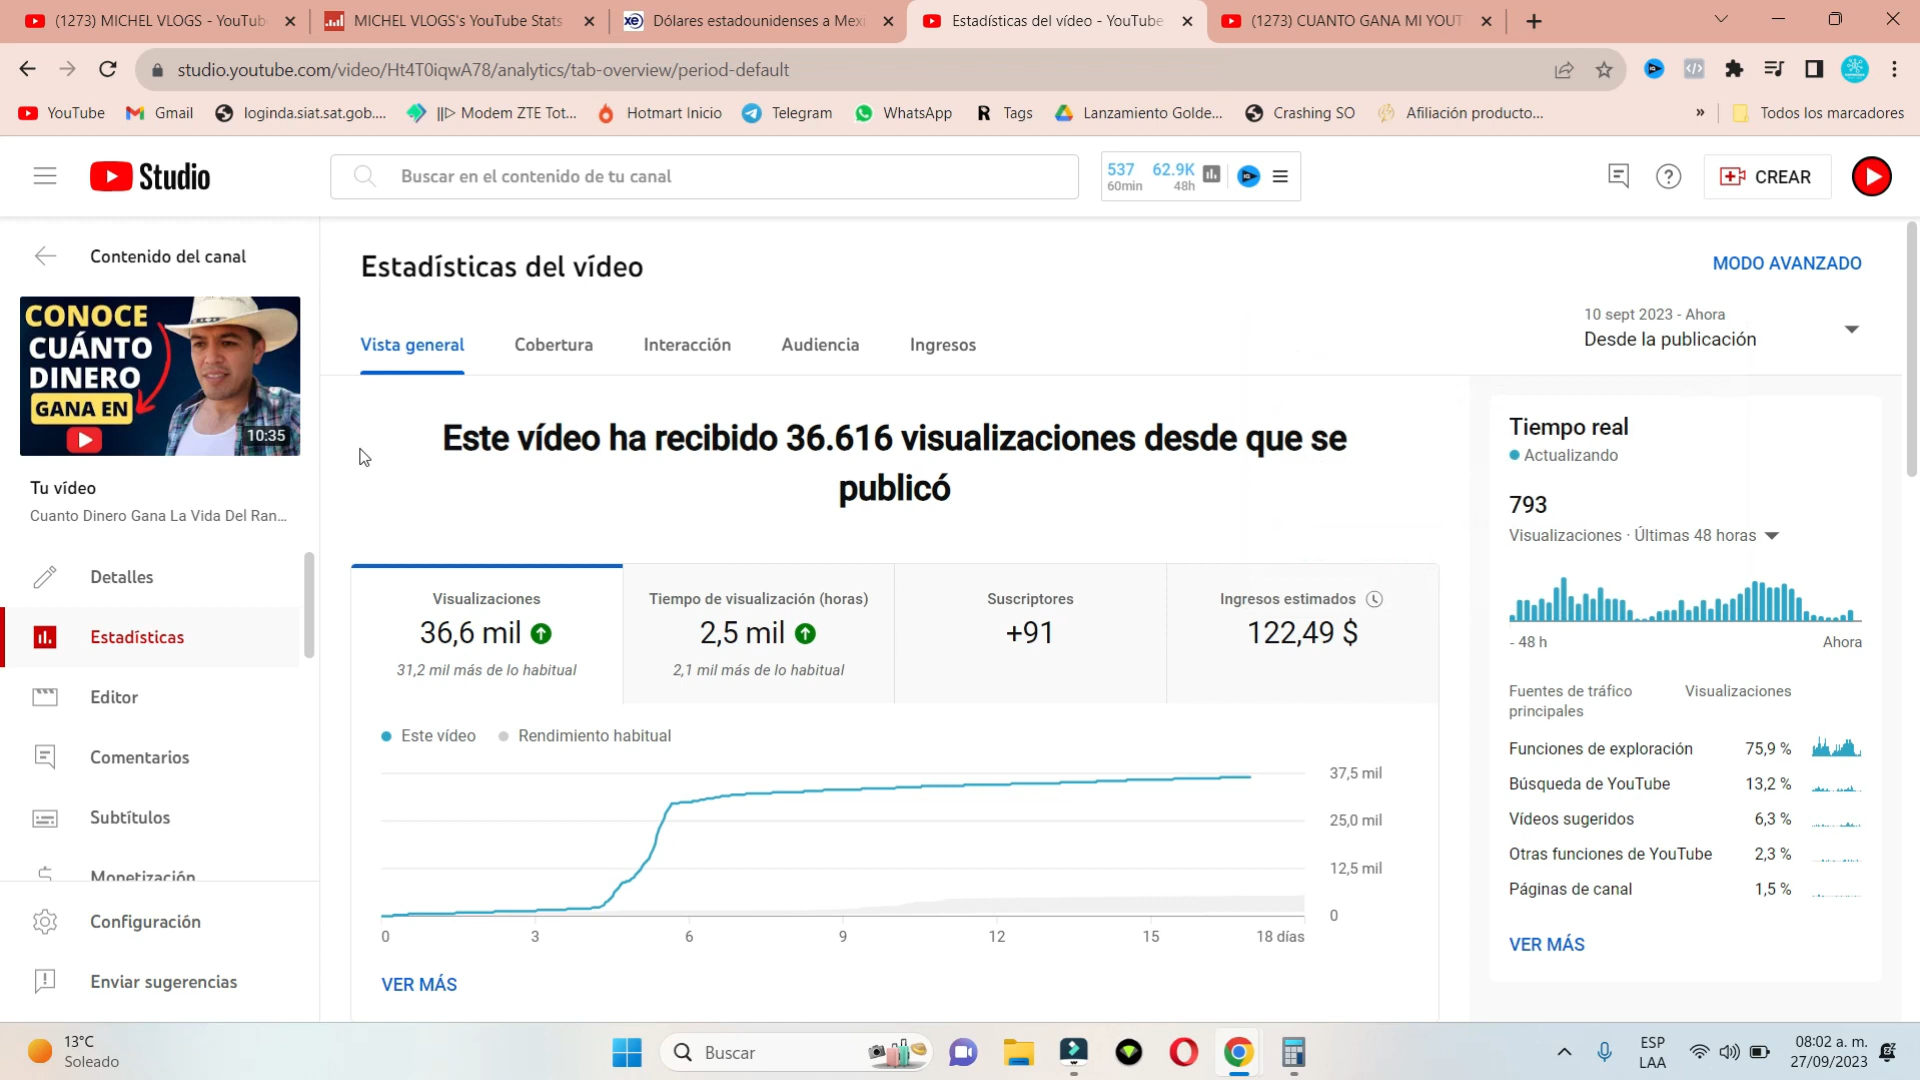 (1273) MICHEL VLOGS - YouTub
MICHEL VLOGS's YouTube Stats
xe Dólares estadounidenses a Mexi
Estadísticas del vídeo - YouTube
(1273) CUANTO GANA MI YOUT
studio.youtube.com/video/Ht4T0iqwA78/analytics/tab-overview/period-default
YouTube
Gmail
loginda.siat.sat.gob....
||▷ Modem ZTE Tot...
Hotmart Inicio
Telegram
WhatsApp
R Tags
Lanzamiento Golde...
Crashing SO
Afiliación producto...
»
Todos los marcadores
Studio
Buscar en el contenido de tu canal
537 62.9K
60min 48h
CREAR
Contenido del canal
CONOCE
CUÁNTO
DINERO
GANA EN
10:35
Tu vídeo
Cuanto Dinero Gana La Vida Del Ran...
Detalles
Estadísticas
Editor
Comentarios
Subtítulos
Monetización
Configuración
Enviar sugerencias
Estadísticas del vídeo
MODO AVANZADO
Vista general
Cobertura
Interacción
Audiencia
Ingresos
10 sept 2023 - Ahora
Desde la publicación
Este vídeo ha recibido 36.616 visualizaciones desde que se
publicó
Visualizaciones
36,6 mil
31,2 mil más de lo habitual
Tiempo de visualización (horas)
2,5 mil
2,1 mil más de lo habitual
Suscriptores
+91
Ingresos estimados
122,49 $
Este vídeo
Rendimiento habitual
37,5 mil
25,0 mil
12,5 mil
0
0 3 6 9 12 15 18 días
VER MÁS
Tiempo real
Actualizando
793
Visualizaciones · Últimas 48 horas
- 48 h
Ahora
Fuentes de tráfico
principales
Visualizaciones
Funciones de exploración 75,9 %
Búsqueda de YouTube 13,2 %
Vídeos sugeridos 6,3 %
Otras funciones de YouTube 2,3 %
Páginas de canal 1,5 %
VER MÁS
13°C
Soleado
Buscar
ESP
LAA
08:02 a. m.
27/09/2023